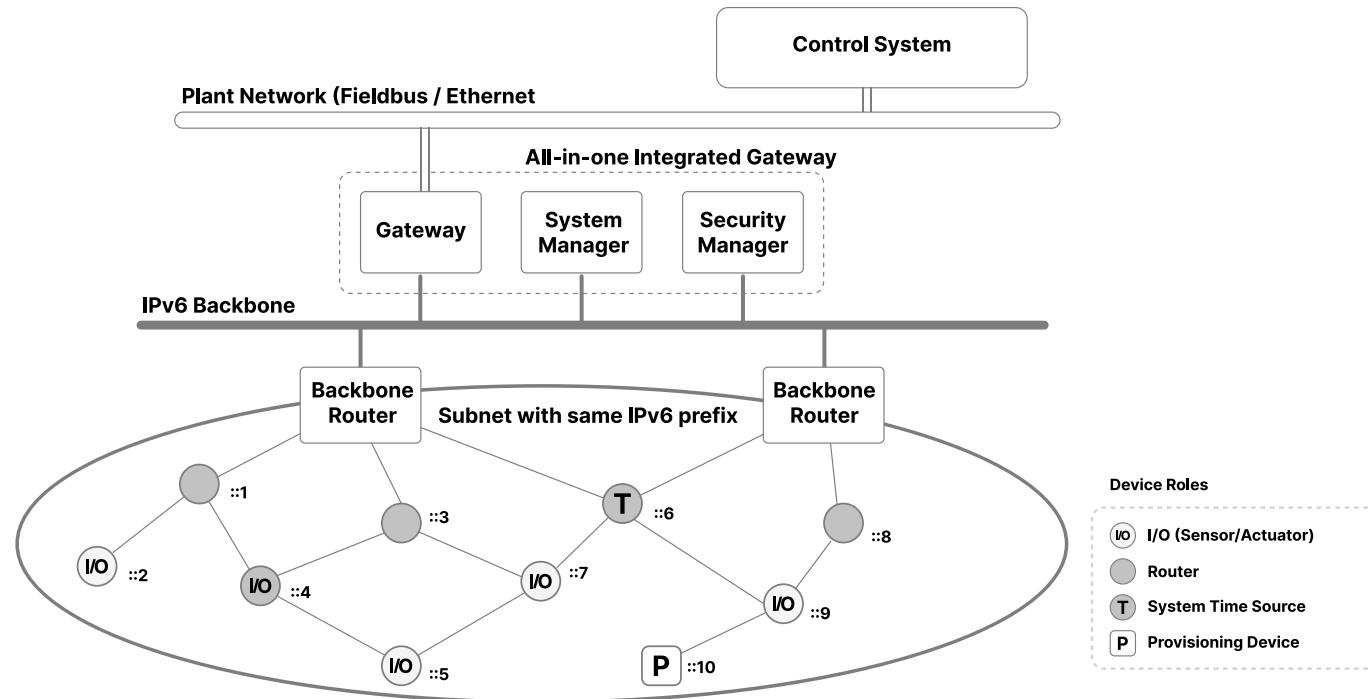 Control System
Plant Network (Fieldbus / Ethernet
All-in-one Integrated Gateway
Gateway
System
Manager
Security
Manager
IPv6 Backbone
Backbone
Router
Backbone
Router
Subnet with same IPv6 prefix
::1
T
::6
::3
::8
I/O
::2
I/O
::4
I/O
::7
I/O
::9
I/O
::5
P
::10
Device Roles
I/O
I/O (Sensor/Actuator)
Router
T
System Time Source
P
Provisioning Device